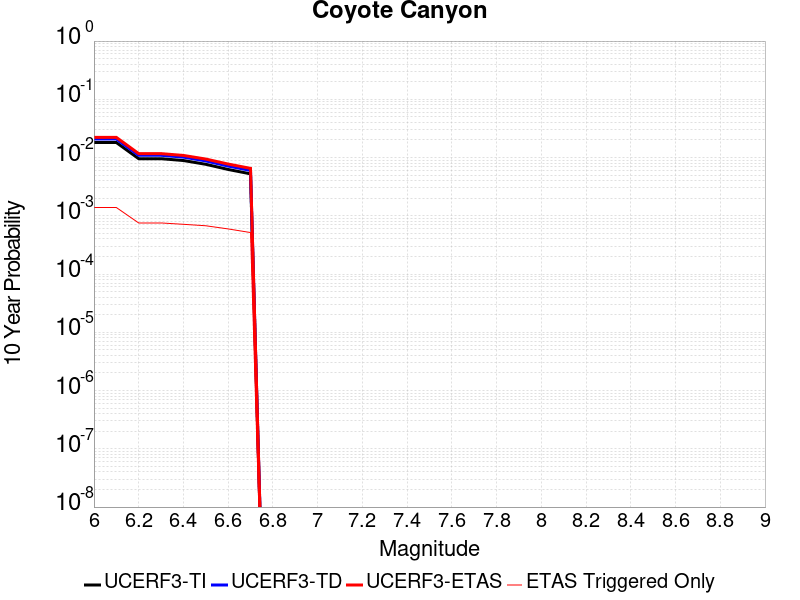 Coyote Canyon
10^0
10^-1
10^-2
10^-3
10^-4
10^-5
10^-6
10^-7
10^-8
10 Year Probability
6 6.2 6.4 6.6 6.8 7 7.2 7.4 7.6 7.8 8 8.2 8.4 8.6 8.8 9
Magnitude
UCERF3-TI UCERF3-TD UCERF3-ETAS ETAS Triggered Only